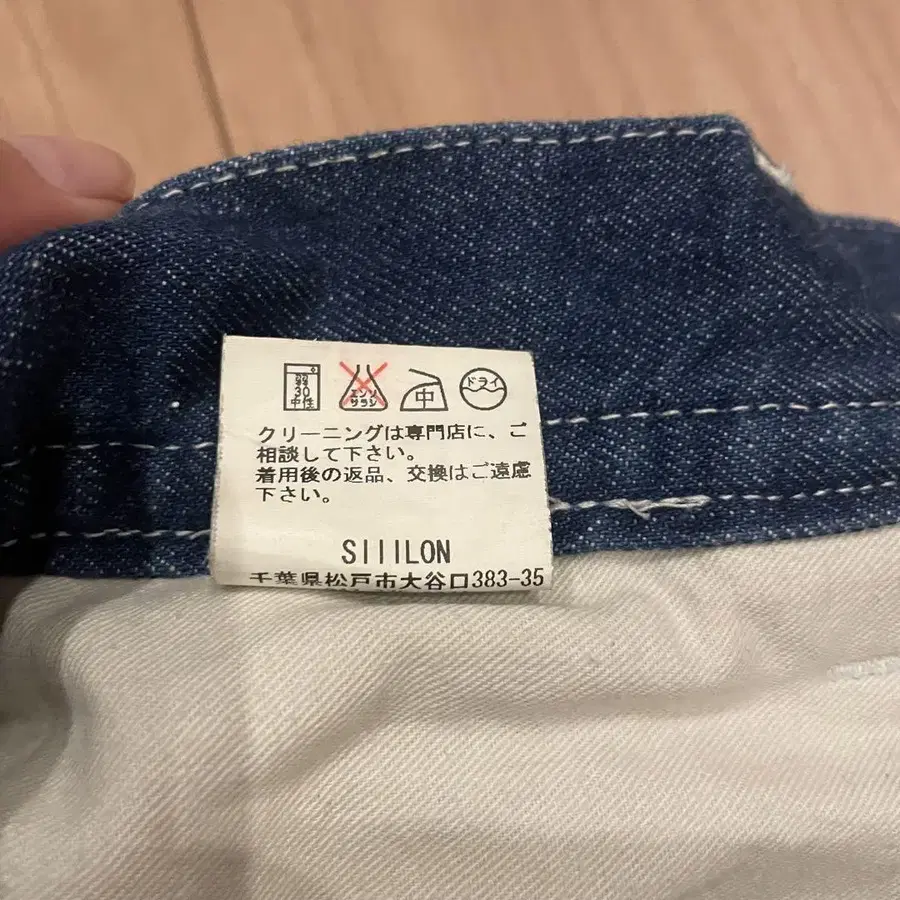 弱
30
中性
エンソ
サラシ
中
ドライ
クリーニングは専門店に、ご
相談して下さい。
着用後の返品、交換はご遠慮
下さい。
SIIILON
千葉県松戸市大谷口383-35